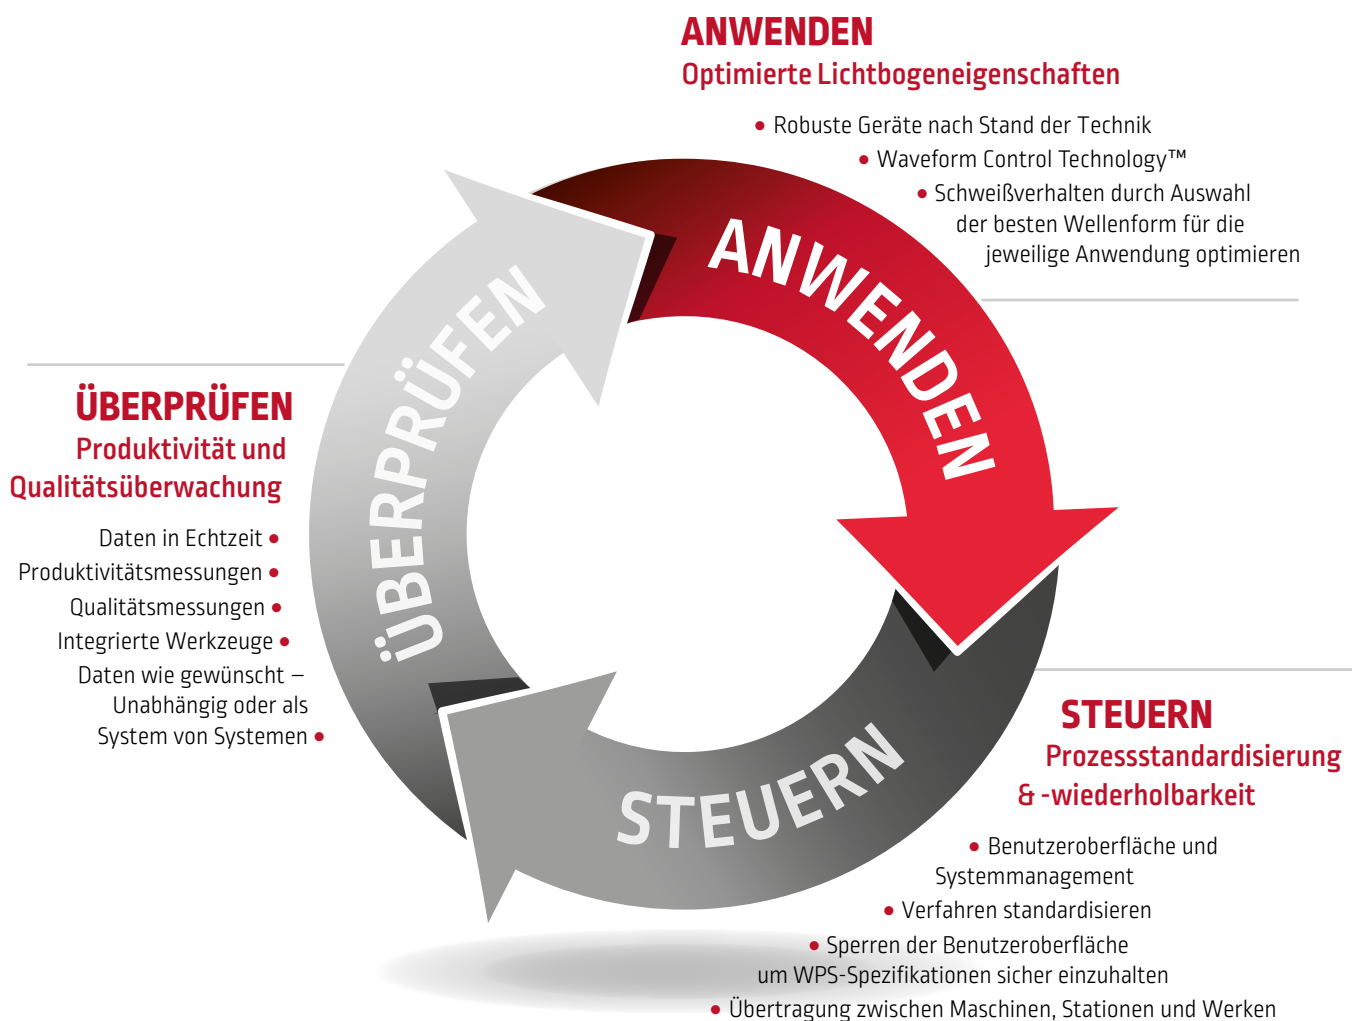 ANWENDEN
Optimierte Lichtbogeneigenschaften
• Robuste Geräte nach Stand der Technik
• Waveform Control Technology™
• Schweißverhalten durch Auswahl
der besten Wellenform für die
jeweilige Anwendung optimieren
ANWENDEN
ÜBERPRÜFEN
STEUERN
ÜBERPRÜFEN
Produktivität und
Qualitätsüberwachung
Daten in Echtzeit •
Produktivitätsmessungen •
Qualitätsmessungen •
Integrierte Werkzeuge •
Daten wie gewünscht –
Unabhängig oder als
System von Systemen •
STEUERN
Prozessstandardisierung
& -wiederholbarkeit
• Benutzeroberfläche und
Systemmanagement
• Verfahren standardisieren
• Sperren der Benutzeroberfläche
um WPS-Spezifikationen sicher einzuhalten
• Übertragung zwischen Maschinen, Stationen und Werken